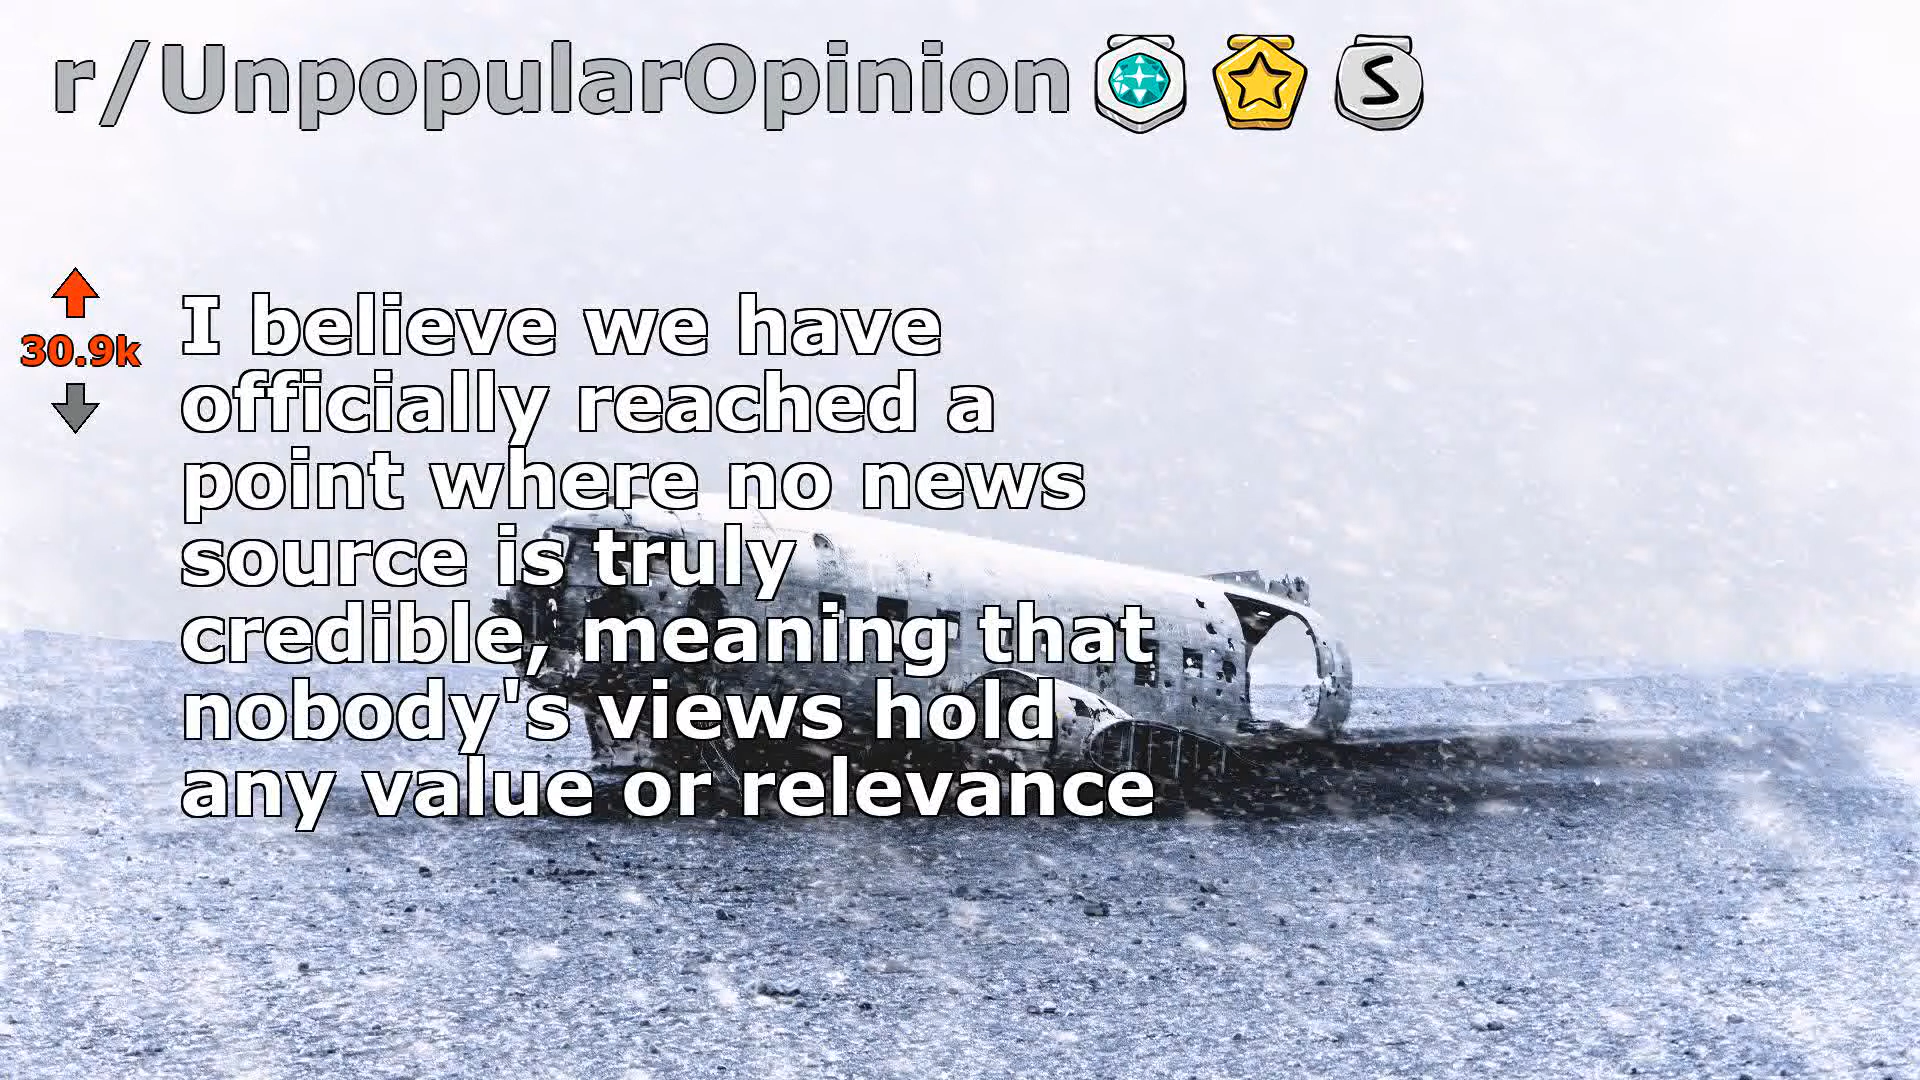 r/UnpopularOpinion S
30.9k
I believe we have
officially reached a
point where no news
source is truly
credible, meaning that
nobody's views hold
any value or relevance